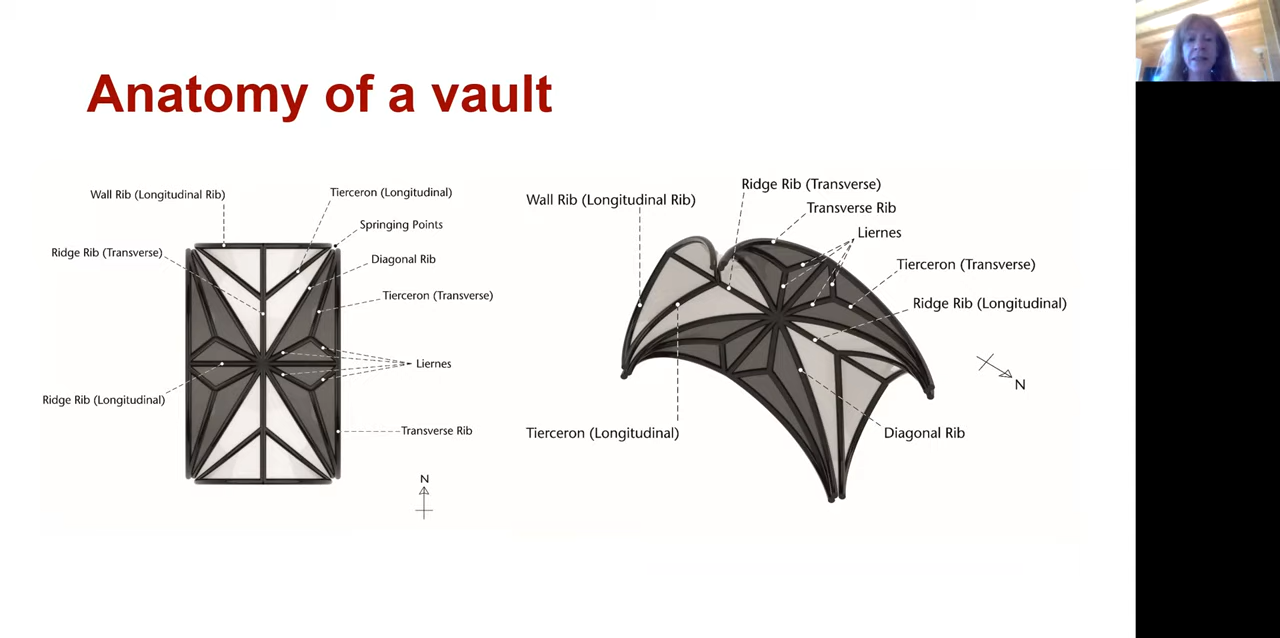 Anatomy of a vault
Wall Rib (Longitudinal Rib)
Tierceron (Longitudinal)
Springing Points
Ridge Rib (Transverse)
Diagonal Rib
Tierceron (Transverse)
Liernes
Ridge Rib (Longitudinal)
Transverse Rib
N
Ridge Rib (Transverse)
Wall Rib (Longitudinal Rib)
Transverse Rib
Liernes
Tierceron (Transverse)
Ridge Rib (Longitudinal)
N
Tierceron (Longitudinal)
Diagonal Rib